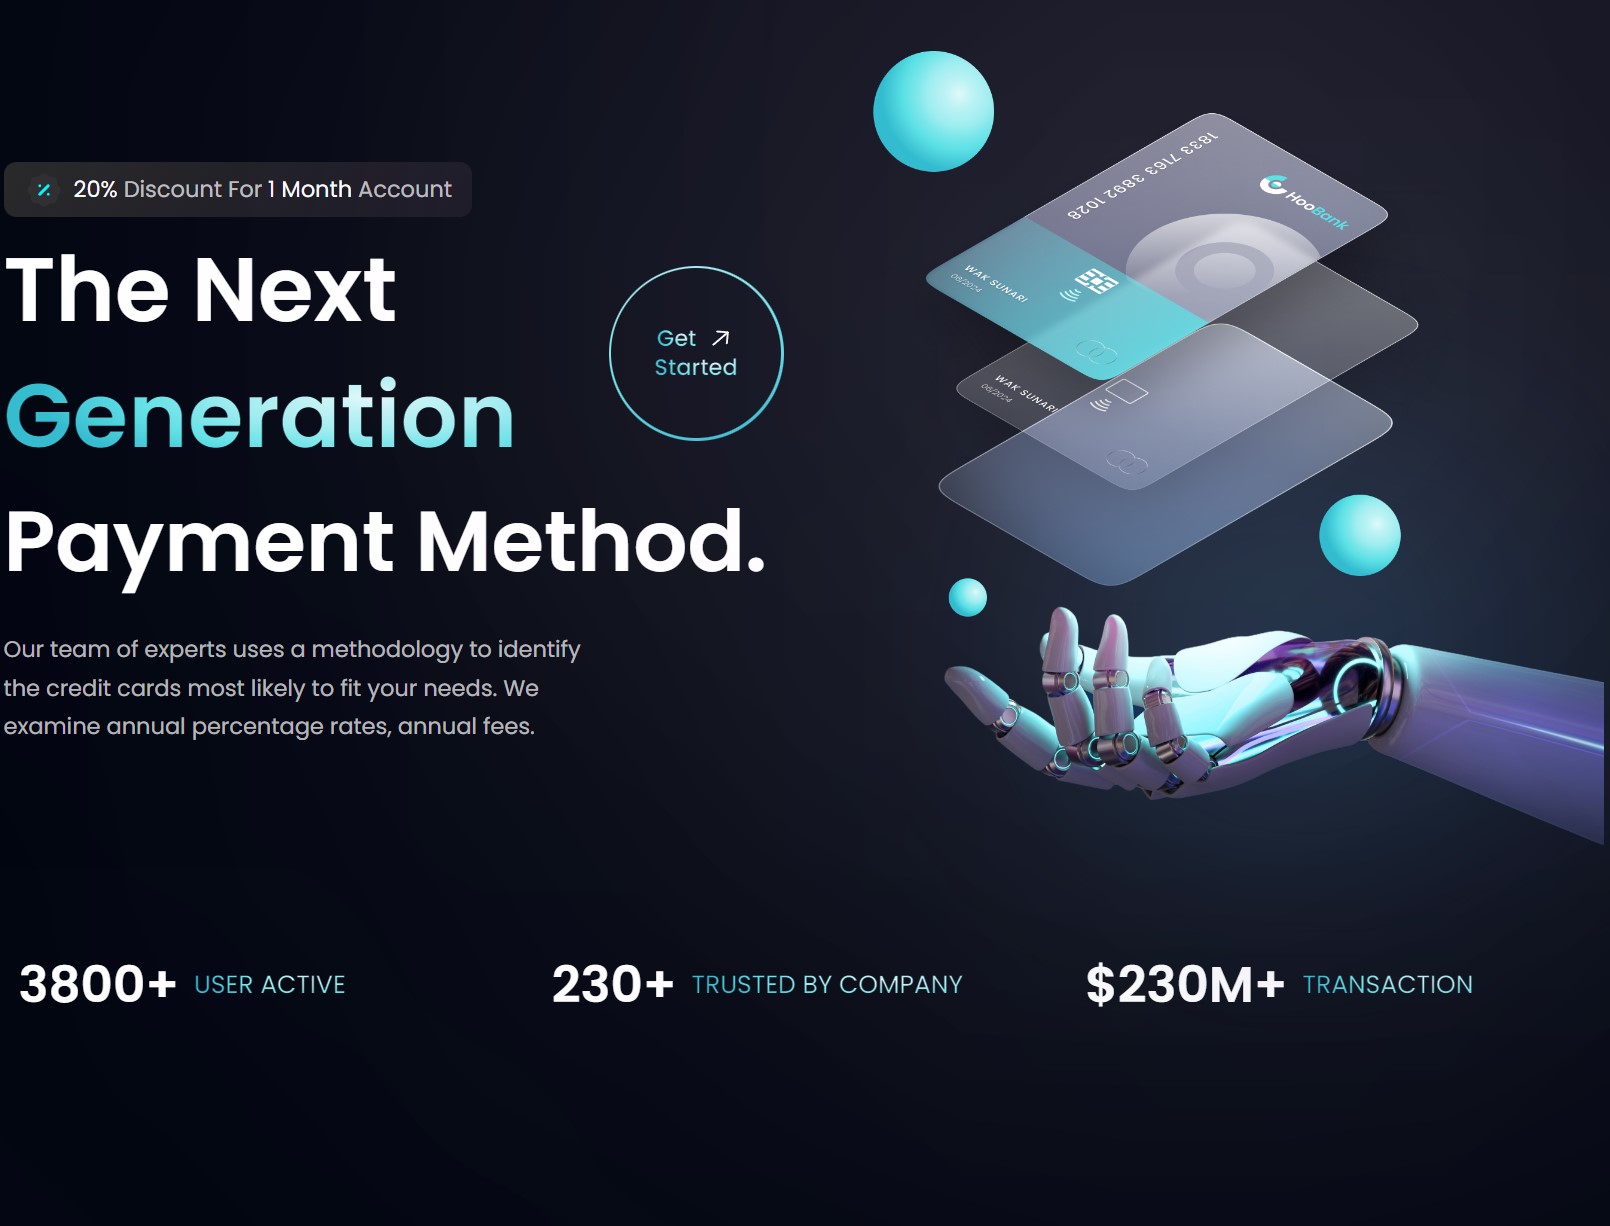 20% Discount For 1 Month Account
The Next
Generation
Payment Method.
Get
Started
Our team of experts uses a methodology to identify
the credit cards most likely to fit your needs. We
examine annual percentage rates, annual fees.
1833 7163 3892 1028
HooBank
WAK SUNARI
06/2024
WAK SUNARI
06/2024
3800+ USER ACTIVE
230+ TRUSTED BY COMPANY
$230M+ TRANSACTION